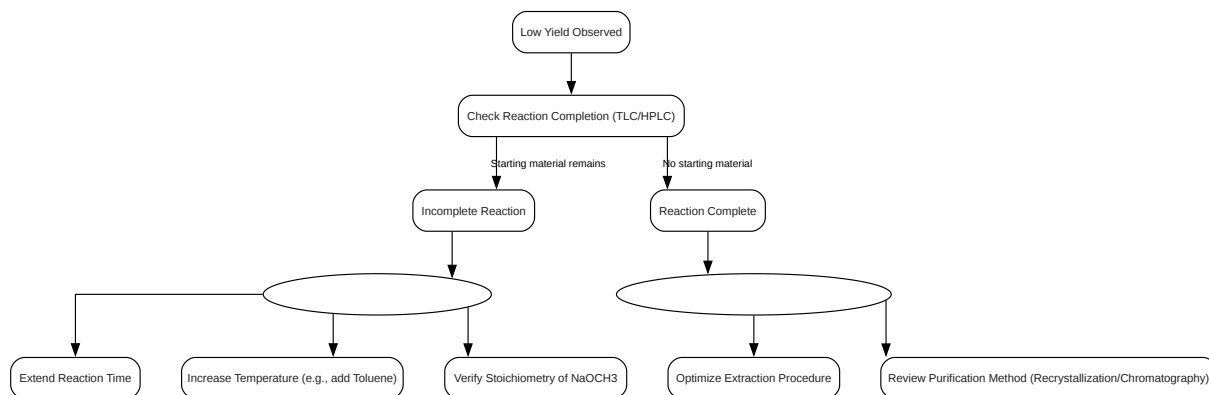 Low Yield Observed
Check Reaction Completion (TLC/HPLC)
Starting material remains
No starting material
Incomplete Reaction
Reaction Complete
Extend Reaction Time
Increase Temperature (e.g., add Toluene)
Verify Stoichiometry of NaOCH3
Optimize Extraction Procedure
Review Purification Method (Recrystallization/Chromatography)